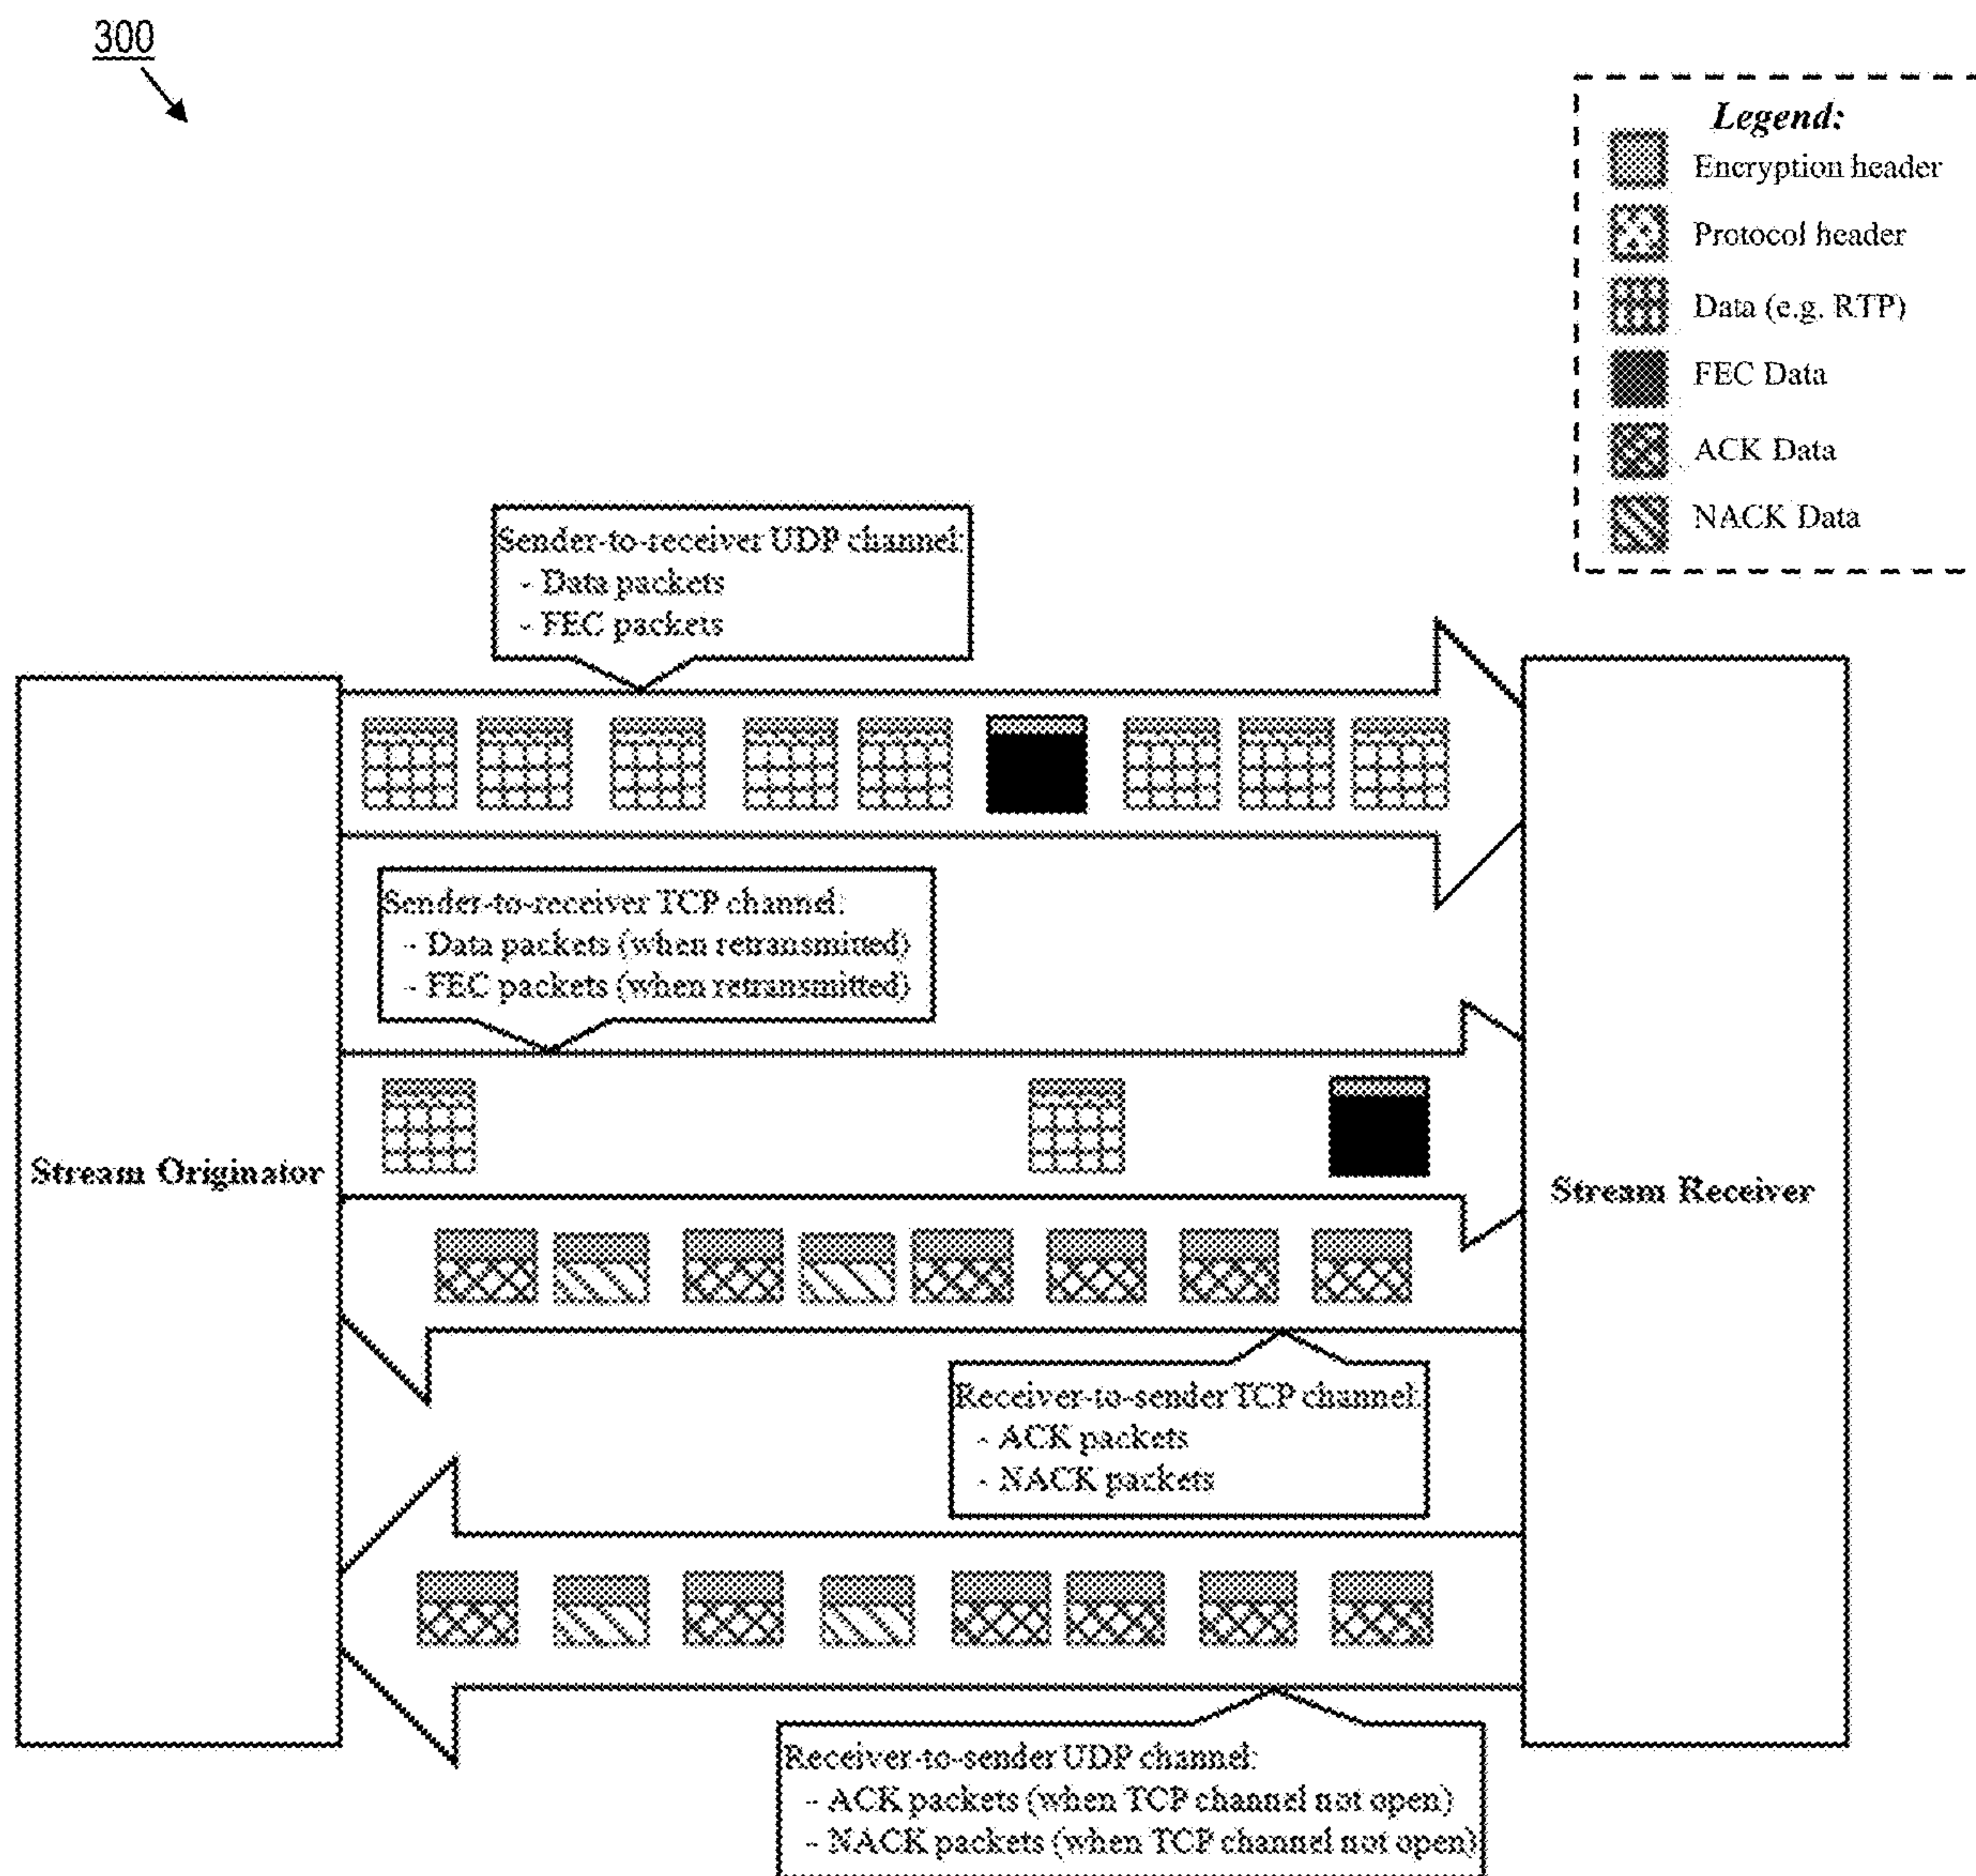 300
Legend:
Encryption header
Protocol header
Data (e.g. RTP)
FEC Data
ACK Data
NACK Data
Sender-to-receiver UDP channel:
- Data packets
- FEC packets
Sender-to-receiver TCP channel:
- Data packets (when retransmitted)
- FEC packets (when retransmitted)
Stream Originator
Stream Receiver
Receiver-to-sender TCP channel:
- ACK packets
- NACK packets
Receiver-to-sender UDP channel:
- ACK packets (when TCP channel not open)
- NACK packets (when TCP channel not open)